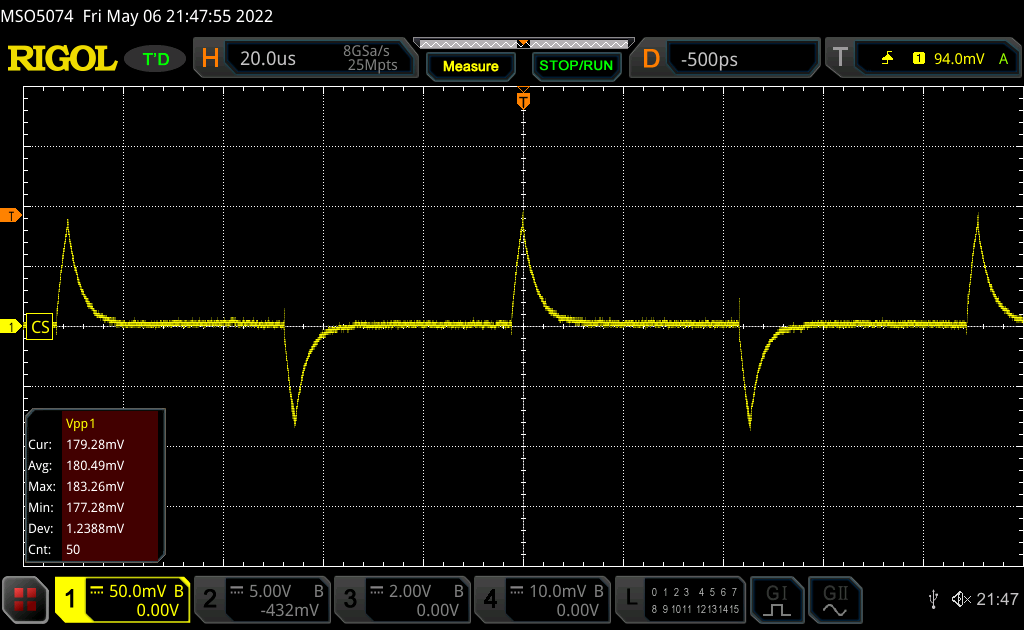 MSO5074 Fri May 06 21:47:55 2022
RIGOL T'D H 20.0us 8GSa/s 25Mpts Measure STOP/RUN D -500ps T 1 94.0mV A
T
T
1 CS
Vpp1
Cur: 179.28mV
Avg: 180.49mV
Max: 183.26mV
Min: 177.28mV
Dev: 1.2388mV
Cnt: 50
1 50.0mV B 0.00V 2 5.00V B -432mV 3 2.00V B 0.00V 4 10.0mV B 0.00V L 0 1 2 3 4 5 6 7 8 9 10 11 12 13 14 15 GI GII 21:47